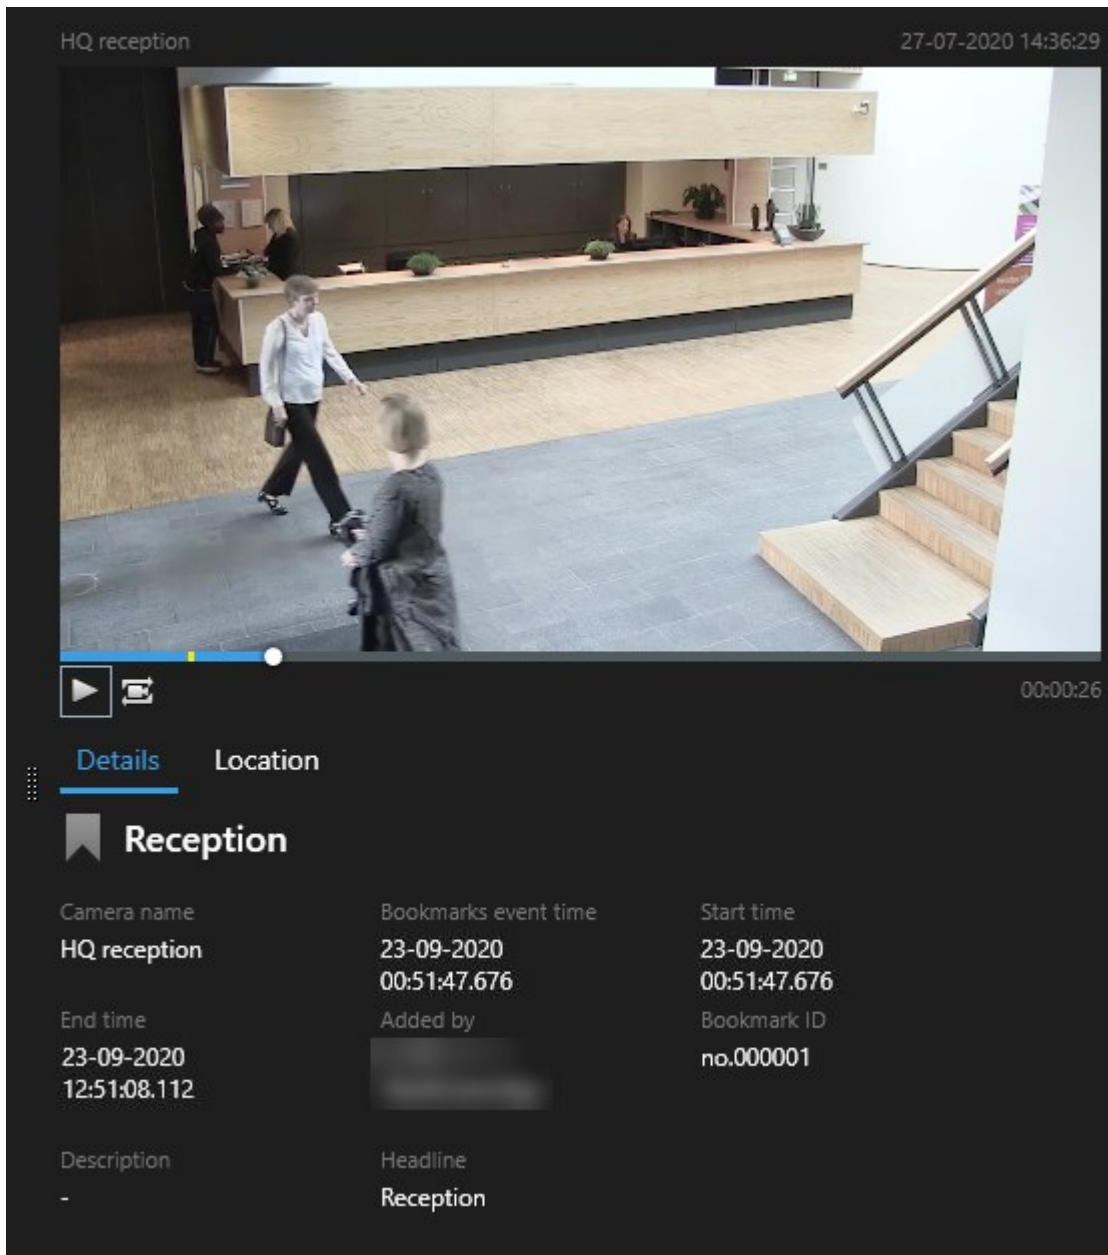 HQ reception
27-07-2020 14:36:29
00:00:26
Details
Location
Reception
Camera name
Bookmarks event time
Start time
HQ reception
23-09-2020
00:51:47.676
23-09-2020
00:51:47.676
End time
Added by
Bookmark ID
23-09-2020
12:51:08.112
no.000001
Description
Headline
-
Reception